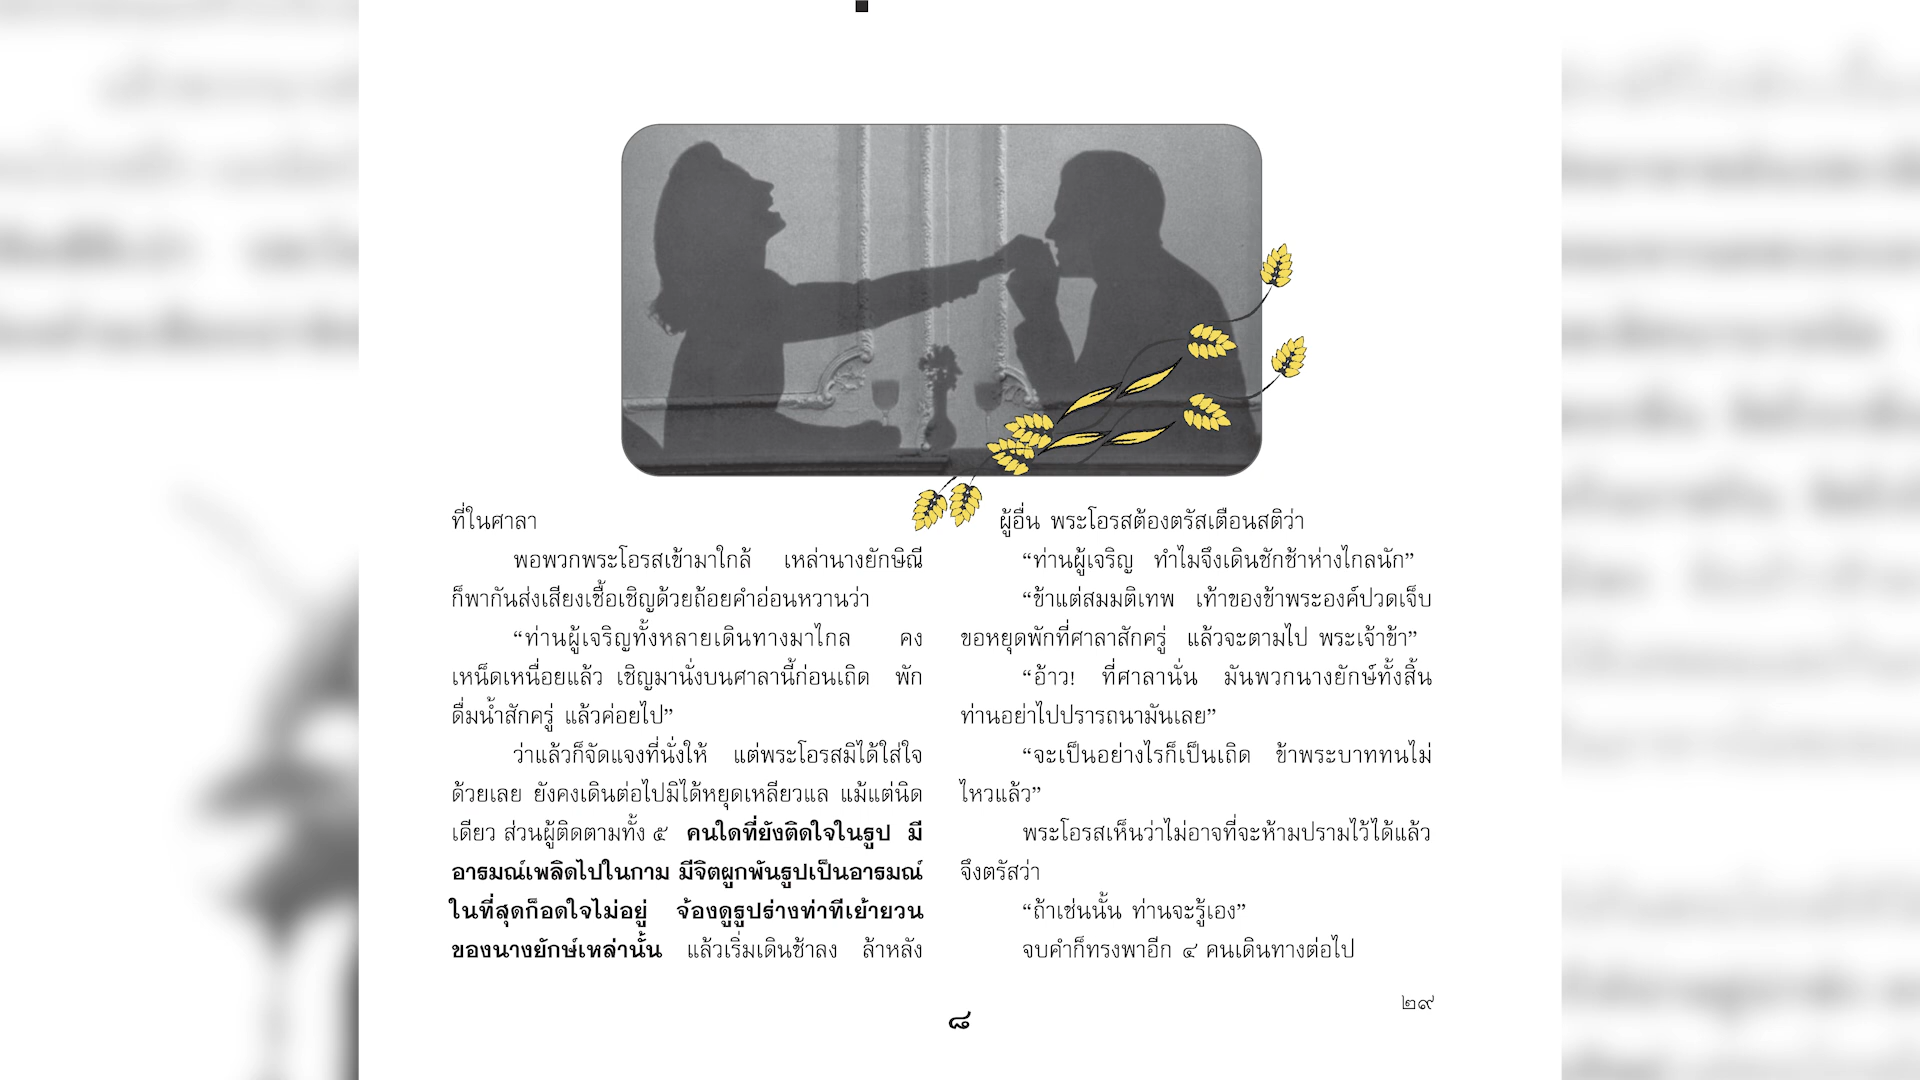 ที่ในศาลา
พอพวกพระโอรสเข้ามาใกล้ เหล่านางยักษิณี
ก็พากันส่งเสียงเชื้อเชิญด้วยถ้อยคำอ่อนหวานว่า
“ท่านผู้เจริญทั้งหลายเดินทางมาไกล คง
เหน็ดเหนื่อยแล้ว เชิญมานั่งบนศาลานี้ก่อนเถิด พัก
ดื่มน้ำสักครู่ แล้วค่อยไป”
ว่าแล้วก็จัดแจงที่นั่งให้ แต่พระโอรสมิได้ใส่ใจ
ด้วยเลย ยังคงเดินต่อไปมิได้หยุดเหลียวแล แม้แต่นิด
เดียว ส่วนผู้ติดตามทั้ง ๕ คนใดที่ยังติดใจในรูป มี
อารมณ์เพลิดไปในกาม มีจิตผูกพันรูปเป็นอารมณ์
ในที่สุดก็อดใจไม่อยู่ จ้องดูรูปร่างท่าทีเย้ายวน
ของนางยักษ์เหล่านั้น แล้วเริ่มเดินช้าลง ล้าหลัง
ผู้อื่น พระโอรสต้องตรัสเตือนสติว่า
“ท่านผู้เจริญ ทำไมจึงเดินชักช้าห่างไกลนัก”
“ข้าแต่สมมติเทพ เท้าของข้าพระองค์ปวดเจ็บ
ขอหยุดพักที่ศาลาสักครู่ แล้วจะตามไป พระเจ้าข้า”
“อ้าว! ที่ศาลานั่น มันพวกนางยักษ์ทั้งสิ้น
ท่านอย่าไปปรารถนามันเลย”
“จะเป็นอย่างไรก็เป็นเถิด ข้าพระบาททนไม่
ไหวแล้ว”
พระโอรสเห็นว่าไม่อาจที่จะห้ามปรามไว้ได้แล้ว
จึงตรัสว่า
“ถ้าเช่นนั้น ท่านจะรู้เอง”
จบคำก็ทรงพาอีก ๔ คนเดินทางต่อไป
๒๙
๘